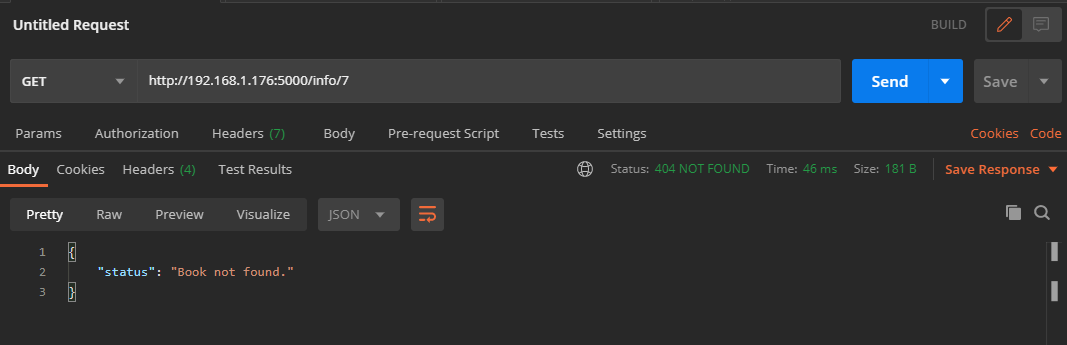 Untitled Request BUILD
GET http://192.168.1.176:5000/info/7 Send Save
Params Authorization Headers (7) Body Pre-request Script Tests Settings Cookies Code
Body Cookies Headers (4) Test Results Status: 404 NOT FOUND Time: 46 ms Size: 181 B Save Response
Pretty Raw Preview Visualize JSON
1 {
2 "status": "Book not found."
3 }